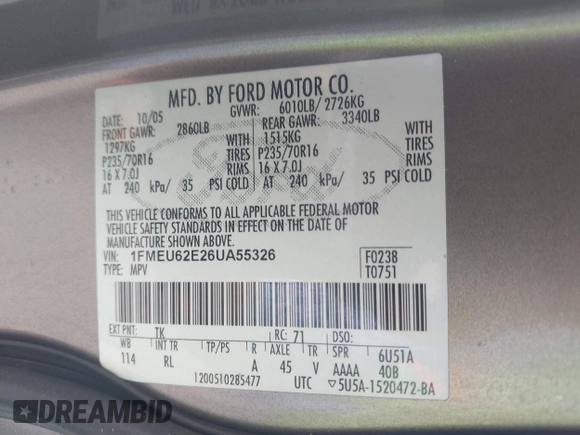 MFD. BY FORD MOTOR CO.
DATE: 10/05 GVWR: 6010LB/ 2726KG
FRONT GAWR: 2860LB REAR GAWR: 3340LB
1297KG WITH 1515KG WITH
P235/70R16 TIRES P235/70R16 TIRES
16 X 7.0J RIMS 16 X 7.0J RIMS
AT 240 kPa/ 35 PSI COLD AT 240 kPa/ 35 PSI COLD
Ford
THIS VEHICLE CONFORMS TO ALL APPLICABLE FEDERAL MOTOR
VEHICLE SAFETY STANDARDS IN EFFECT ON THE DATE OF
MANUFACTURE SHOWN ABOVE.
VIN: 1FMEU62E26UA55326 F0238
TYPE: MPV T0751
EXT PNT: TK RC: 71 DSO:
WB INT TR TP/PS R AXLE TR SPR 6U51A
114 RL A 45 V AAAA 40B
1200510285477 UTC ▽5U5A-1520472-BA
DREAMBID